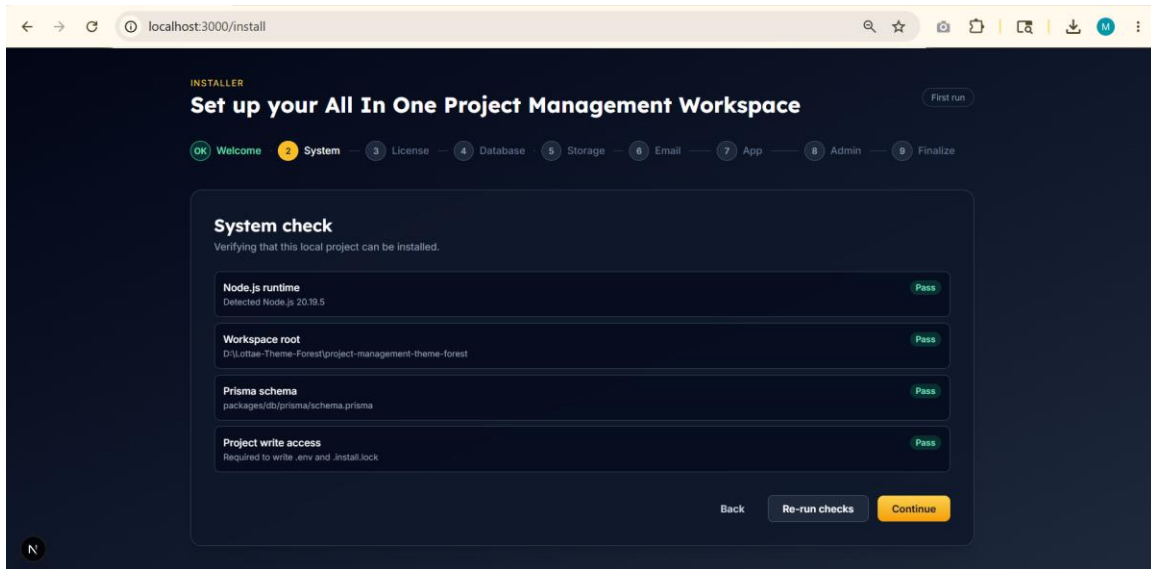 localhost:3000/install
M
INSTALLER
Set up your All In One Project Management Workspace
First run
OK Welcome 2 System 3 License 4 Database 5 Storage 6 Email 7 App 8 Admin 9 Finalize
System check
Verifying that this local project can be installed.
Node.js runtime
Pass
Detected Node.js 20.19.5
Workspace root
Pass
D:\Lottae-Theme-Forest\project-management-theme-forest
Prisma schema
Pass
packages/db/prisma/schema.prisma
Project write access
Pass
Required to write .env and .install.lock
Back Re-run checks Continue
N